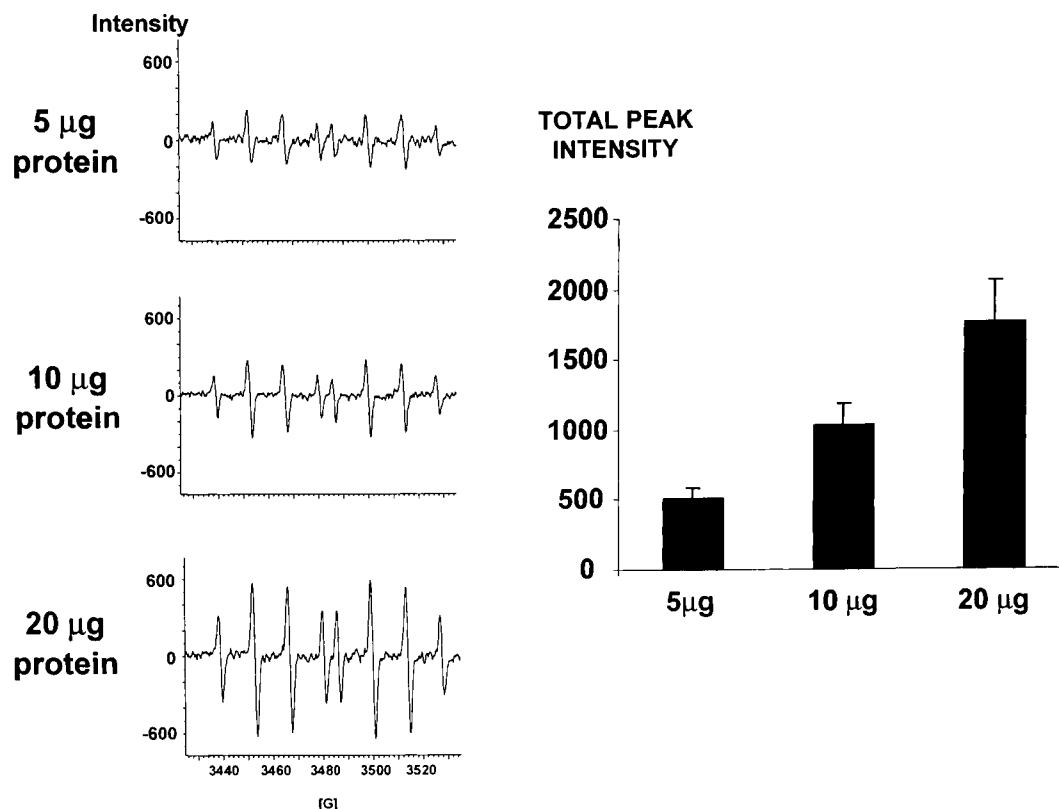 Intensity
600
0
-600
5 μg
protein
600
0
-600
10 μg
protein
600
0
-600
20 μg
protein
3440 3460 3480 3500 3520
[G]
TOTAL PEAK
INTENSITY
2500
2000
1500
1000
500
0
5μg 10 μg 20 μg